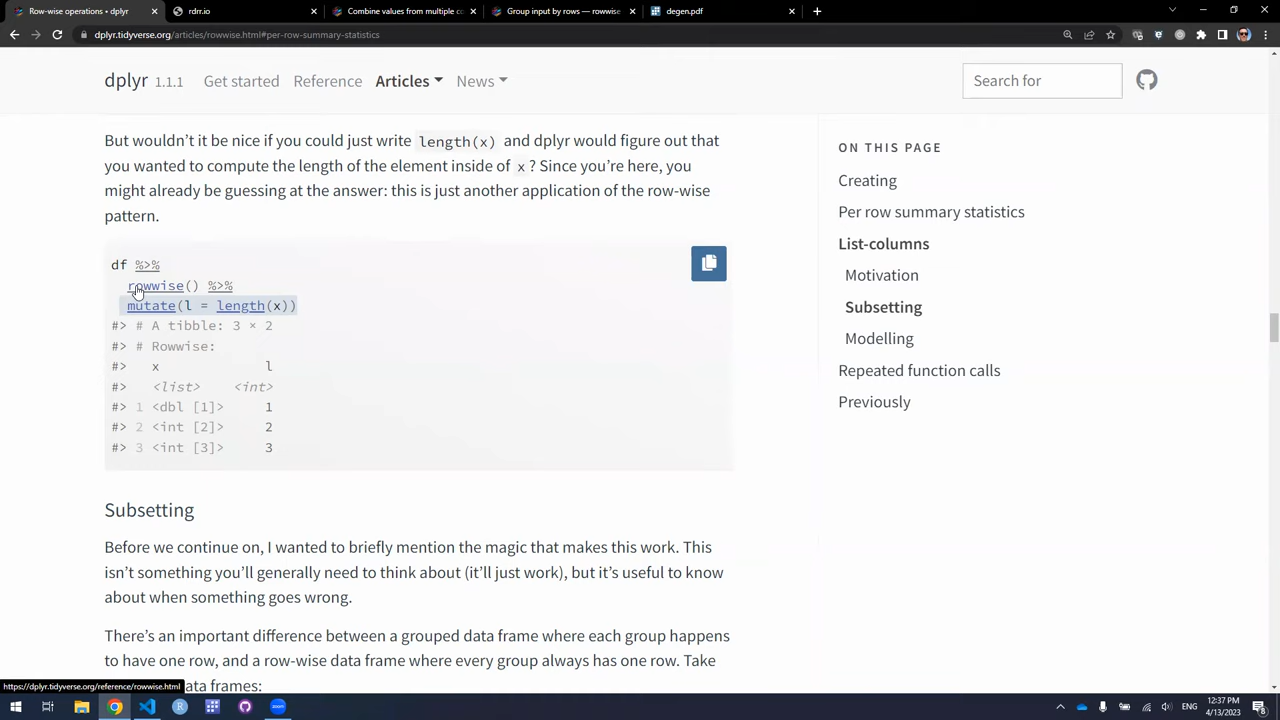 Row-wise operations • dplyr
rdrr.io
Combine values from multiple co
Group input by rows — rowwise
degen.pdf
dplyr.tidyverse.org/articles/rowwise.html#per-row-summary-statistics
dplyr 1.1.1 Get started Reference Articles News Search for
But wouldn't it be nice if you could just write length(x) and dplyr would figure out that
you wanted to compute the length of the element inside of x? Since you're here, you
might already be guessing at the answer: this is just another application of the row-wise
pattern.
df %>%
rowwise() %>%
mutate(l = length(x))
#> # A tibble: 3 × 2
#> # Rowwise:
#> x l
#> <list> <int>
#> 1 <dbl [1]> 1
#> 2 <int [2]> 2
#> 3 <int [3]> 3
Subsetting
Before we continue on, I wanted to briefly mention the magic that makes this work. This
isn't something you'll generally need to think about (it'll just work), but it's useful to know
about when something goes wrong.
There's an important difference between a grouped data frame where each group happens
to have one row, and a row-wise data frame where every group always has one row. Take
ata frames:
ON THIS PAGE
Creating
Per row summary statistics
List-columns
Motivation
Subsetting
Modelling
Repeated function calls
Previously
https://dplyr.tidyverse.org/reference/rowwise.html
ENG
12:37 PM
4/13/2023